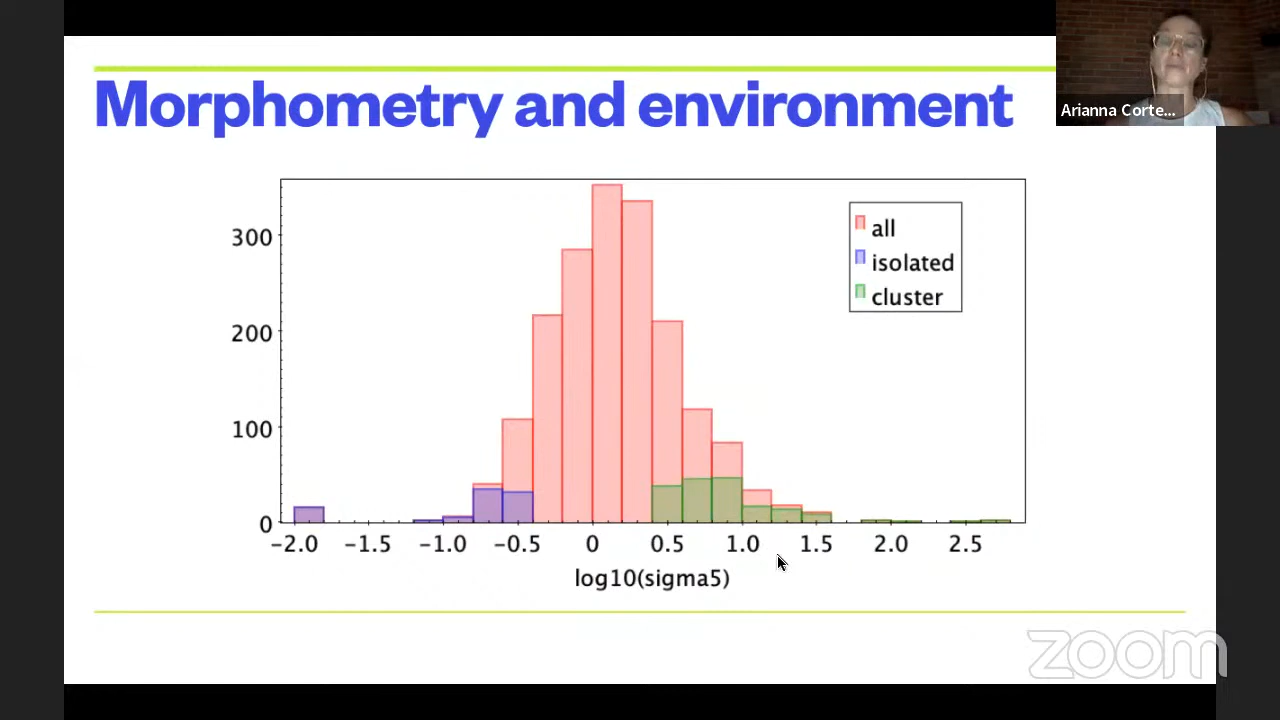 Morphometry and environment
Arianna Corte...
all
isolated
cluster
300
200
100
0
−2.0 −1.5 −1.0 −0.5 0 0.5 1.0 1.5 2.0 2.5
log10(sigma5)
zoom